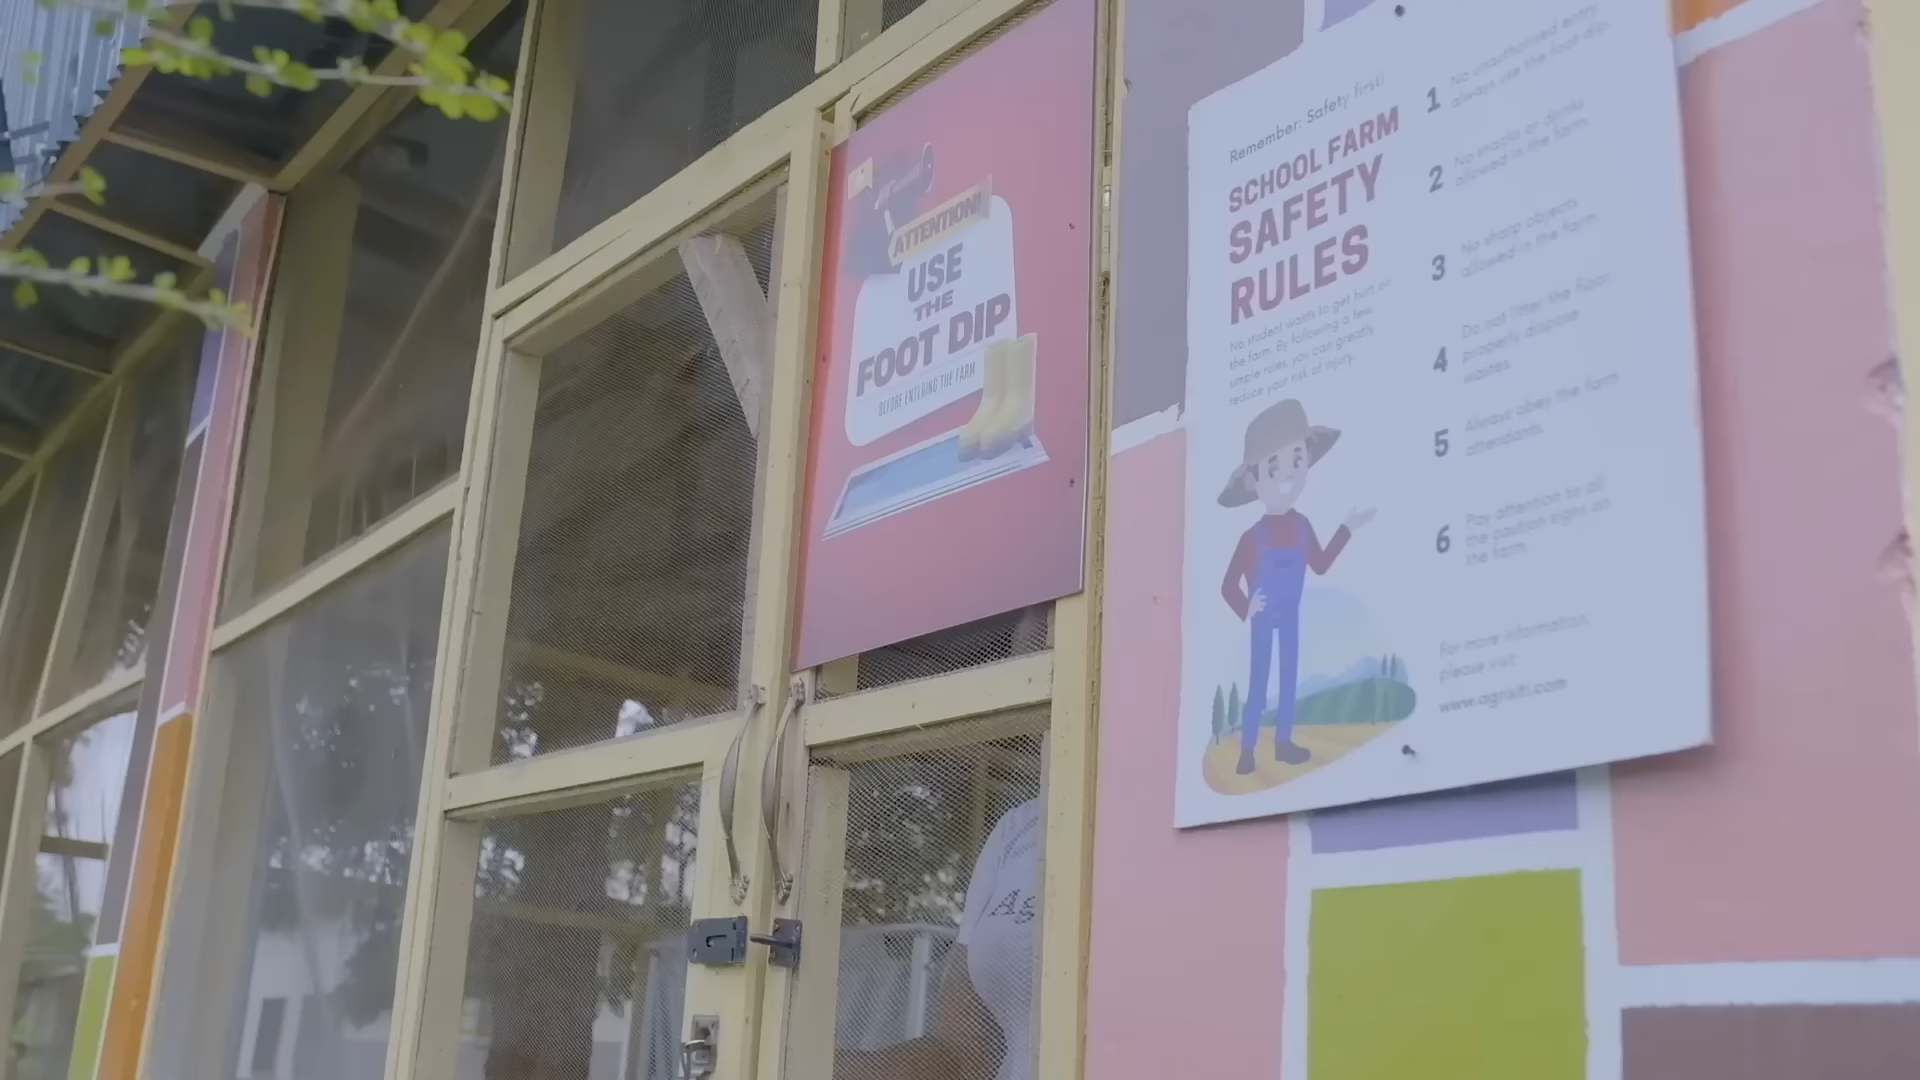 ATTENTION!
USE
THE
FOOT DIP
BEFORE ENTERING THE FARM
Remember: Safety first!
SCHOOL FARM
SAFETY
RULES
No student wants to get hurt on
the farm. By following a few
simple rules, you can greatly
reduce your risk of injury.
1 No unauthorised entry
always use the foot dip
2 No snacks or drinks
allowed in the farm.
3 No sharp objects
allowed in the farm.
4 Do not litter the floor,
properly dispose
wastes.
5 Always obey the farm
attendants.
6 Pay attention to all
the caution signs on
the farm.
For more information,
please visit
www.agrisiti.com
Ag